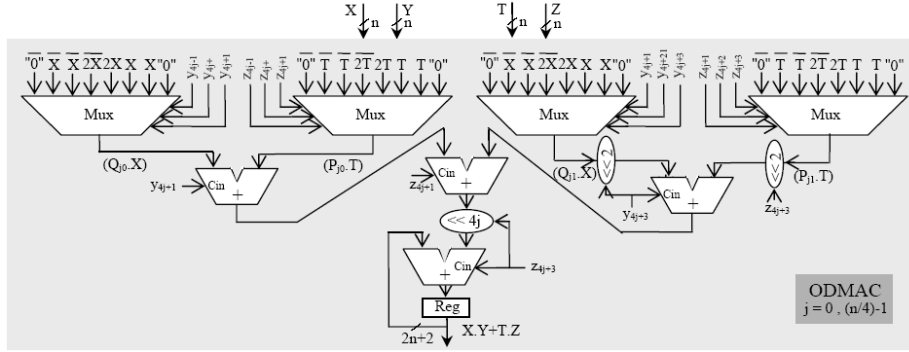 X Y T Z
n n n n
"0" X X 2X 2X X X "0" y4j-1 y4j+ y4j+1 z4j-1 z4j+ z4j+1 "0" T T 2T 2T T T "0" "0" X X 2X 2X X X "0" y4j+1 y4j+21 y4j+3 z4j+1 z4j+2 z4j+3 "0" T T 2T 2T T T "0"
Mux Mux Mux Mux
(Qj0.X) (Pj0.T) (Qj1.X) << 2 << 2 (Pj1.T)
y4j+1 Cin + z4j+1 Cin + Cin +
y4j+3 z4j+3
<< 4j
Cin + z4j+3
Reg
2n+2 X.Y+T.Z
ODMAC
j = 0 , (n/4)-1